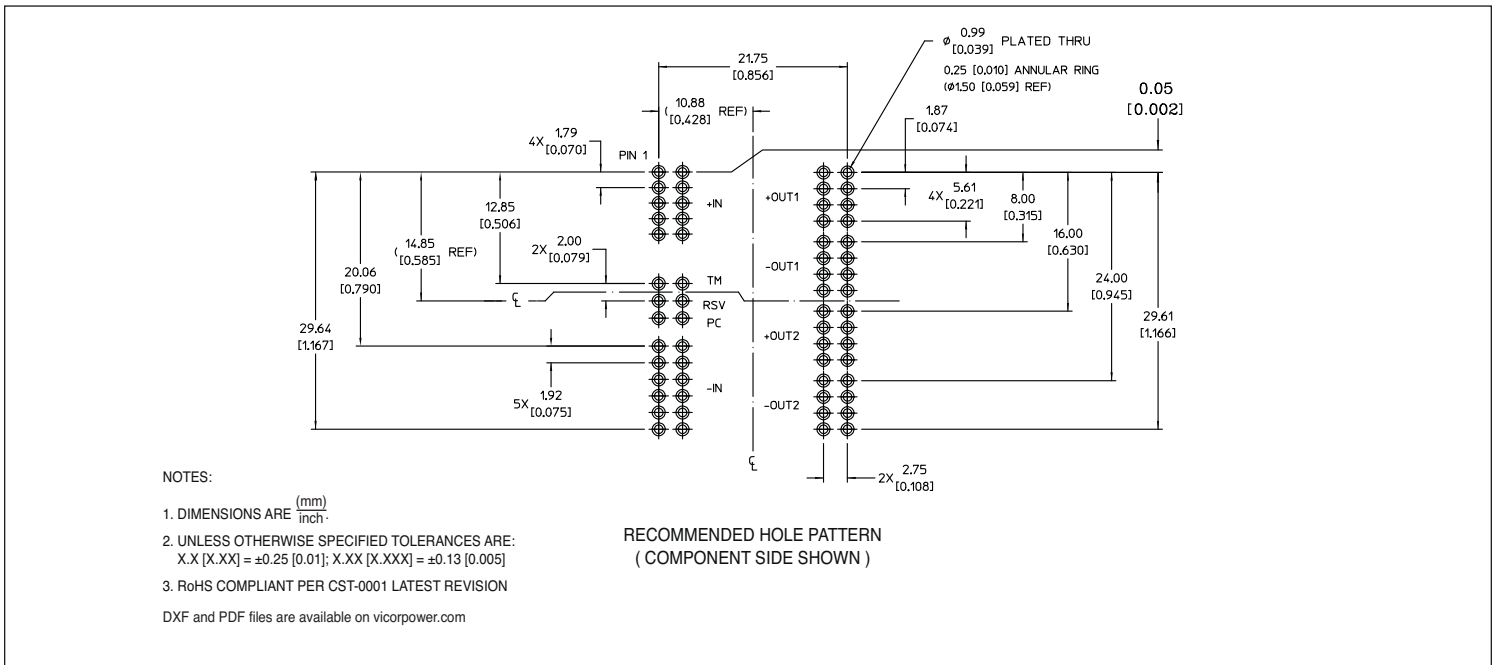 ø 0.99 [0.039] PLATED THRU
0.25 [0.010] ANNULAR RING
(ø1.50 [0.059] REF)
21.75
[0.856]
0.05
[0.002]
( 10.88 [0.428] REF)
1.87
[0.074]
4X 1.79 [0.070]
PIN 1
+IN
+OUT1
4X 5.61 [0.221]
8.00
[0.315]
12.85
[0.506]
16.00
[0.630]
( 14.85 [0.585] REF)
2X 2.00 [0.079]
-OUT1
20.06
[0.790]
TM
24.00
[0.945]
℄
RSV
PC
29.64
[1.167]
+OUT2
29.61
[1.166]
-IN
5X 1.92 [0.075]
-OUT2
℄
2X 2.75 [0.108]
NOTES:
1. DIMENSIONS ARE (mm)/inch.
2. UNLESS OTHERWISE SPECIFIED TOLERANCES ARE:
X.X [X.XX] = ±0.25 [0.01]; X.XX [X.XXX] = ±0.13 [0.005]
3. RoHS COMPLIANT PER CST-0001 LATEST REVISION
DXF and PDF files are available on vicorpower.com
RECOMMENDED HOLE PATTERN
( COMPONENT SIDE SHOWN )